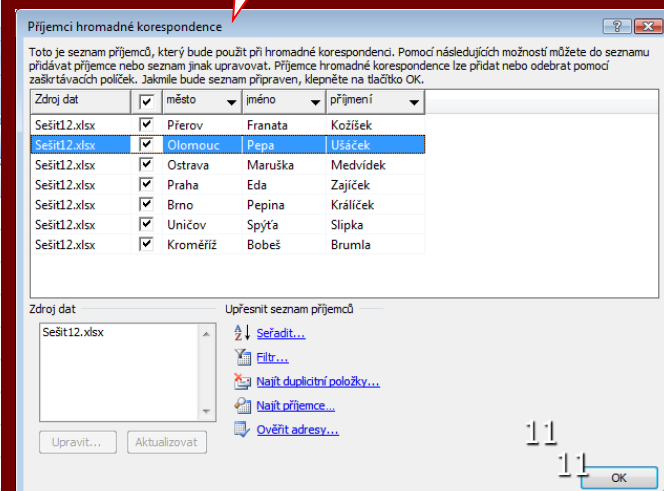 Příjemci hromadné korespondence
Toto je seznam příjemců, který bude použit při hromadné korespondenci. Pomocí následujících možností můžete do seznamu
přidávat příjemce nebo seznam jinak upravovat. Příjemce hromadné korespondence lze přidat nebo odebrat pomocí
zaškrtávacích políček. Jakmile bude seznam připraven, klepněte na tlačítko OK.
Zdroj dat město jméno příjmení
Sešit12.xlsx Přerov Franata Kožíšek
Sešit12.xlsx Olomouc Pepa Ušáček
Sešit12.xlsx Ostrava Maruška Medvídek
Sešit12.xlsx Praha Eda Zajíček
Sešit12.xlsx Brno Pepina Králíček
Sešit12.xlsx Uničov Spýťa Slipka
Sešit12.xlsx Kroměříž Bobeš Brumla
Zdroj dat
Sešit12.xlsx
Upravit... Aktualizovat
Upřesnit seznam příjemců
Seřadit...
Filtr...
Najít duplicitní položky...
Najít příjemce...
Ověřit adresy...
11
11
OK